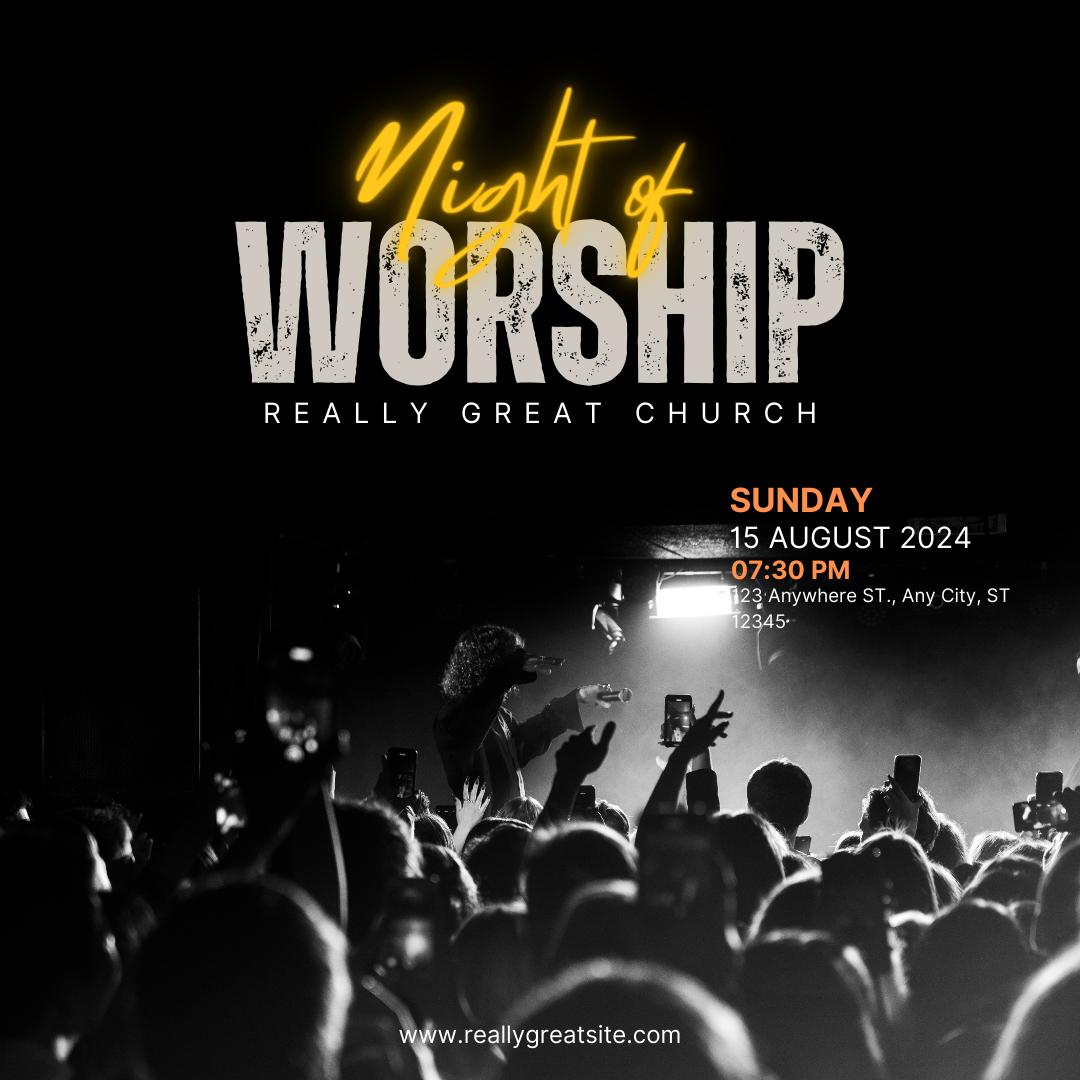 Night of
WORSHIP
REALLY GREAT CHURCH
SUNDAY
15 AUGUST 2024
07:30 PM
123 Anywhere ST., Any City, ST
12345
www.reallygreatsite.com